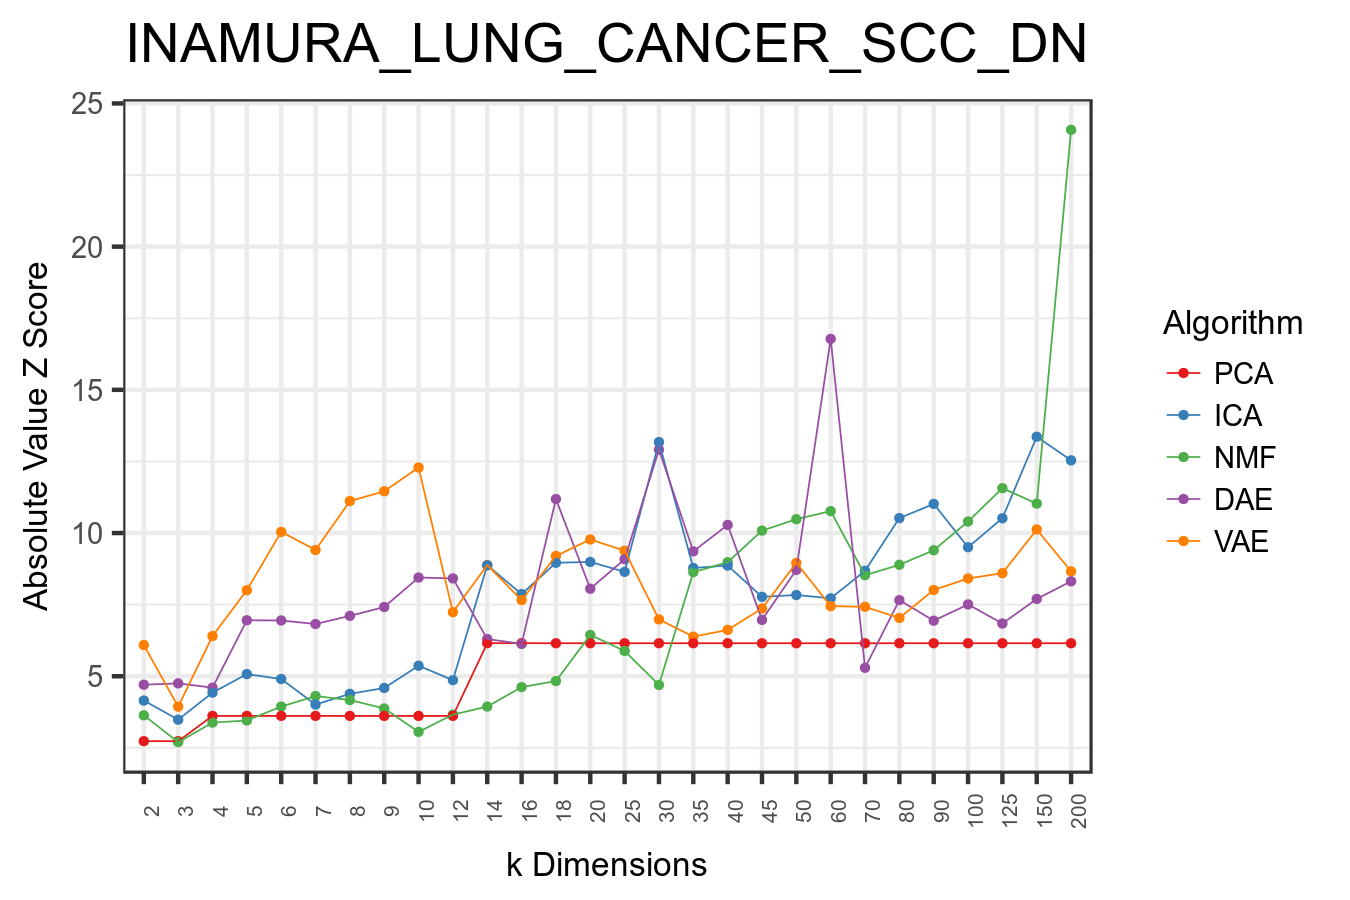 INAMURA_LUNG_CANCER_SCC_DN
Absolute Value Z Score
25
20
15
10
5
2 3 4 5 6 7 8 9 10 12 14 16 18 20 25 30 35 40 45 50 60 70 80 90 100 125 150 200
k Dimensions
Algorithm
PCA
ICA
NMF
DAE
VAE